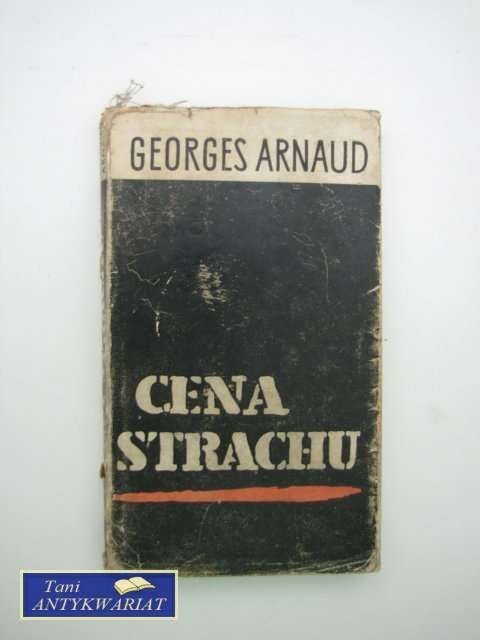 GEORGES ARNAUD
CENA
STRACHU
Tani
ANTYKWARIAT